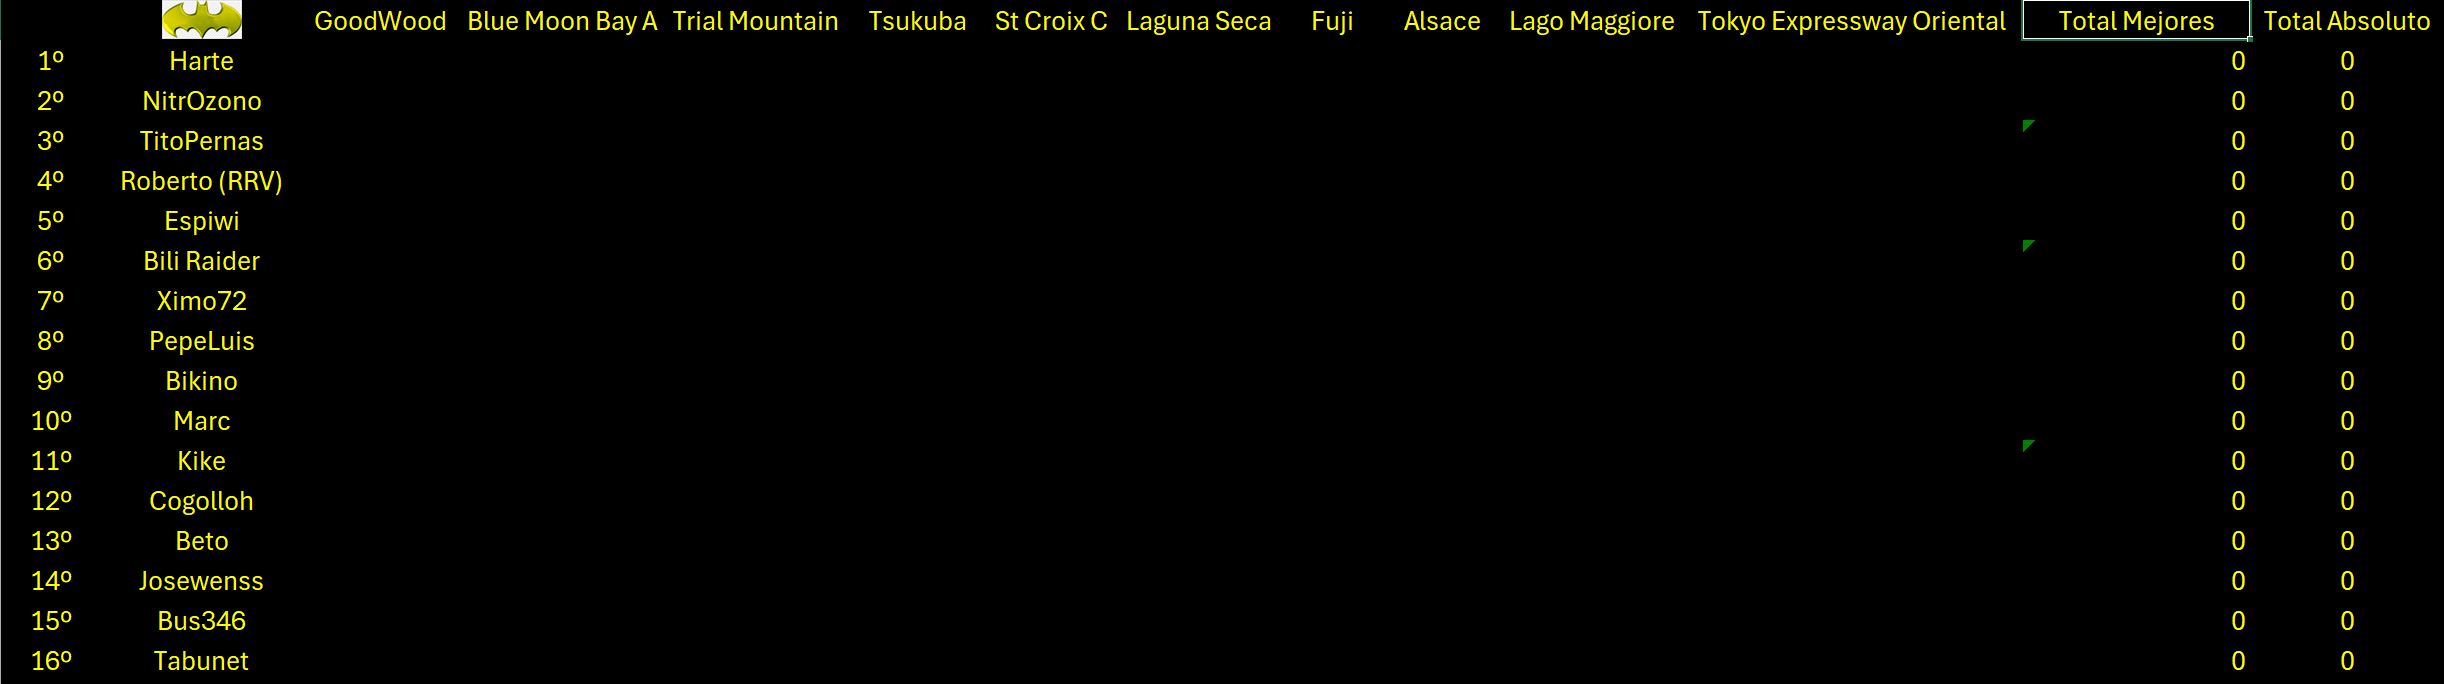 GoodWood Blue Moon Bay A Trial Mountain Tsukuba St Croix C Laguna Seca Fuji Alsace Lago Maggiore Tokyo Expressway Oriental Total Mejores Total Absoluto
1º Harte 0 0
2º NitrOzono 0 0
3º TitoPernas 0 0
4º Roberto (RRV) 0 0
5º Espiwi 0 0
6º Bili Raider 0 0
7º Ximo72 0 0
8º PepeLuis 0 0
9º Bikino 0 0
10º Marc 0 0
11º Kike 0 0
12º Cogolloh 0 0
13º Beto 0 0
14º Josewenss 0 0
15º Bus346 0 0
16º Tabunet 0 0